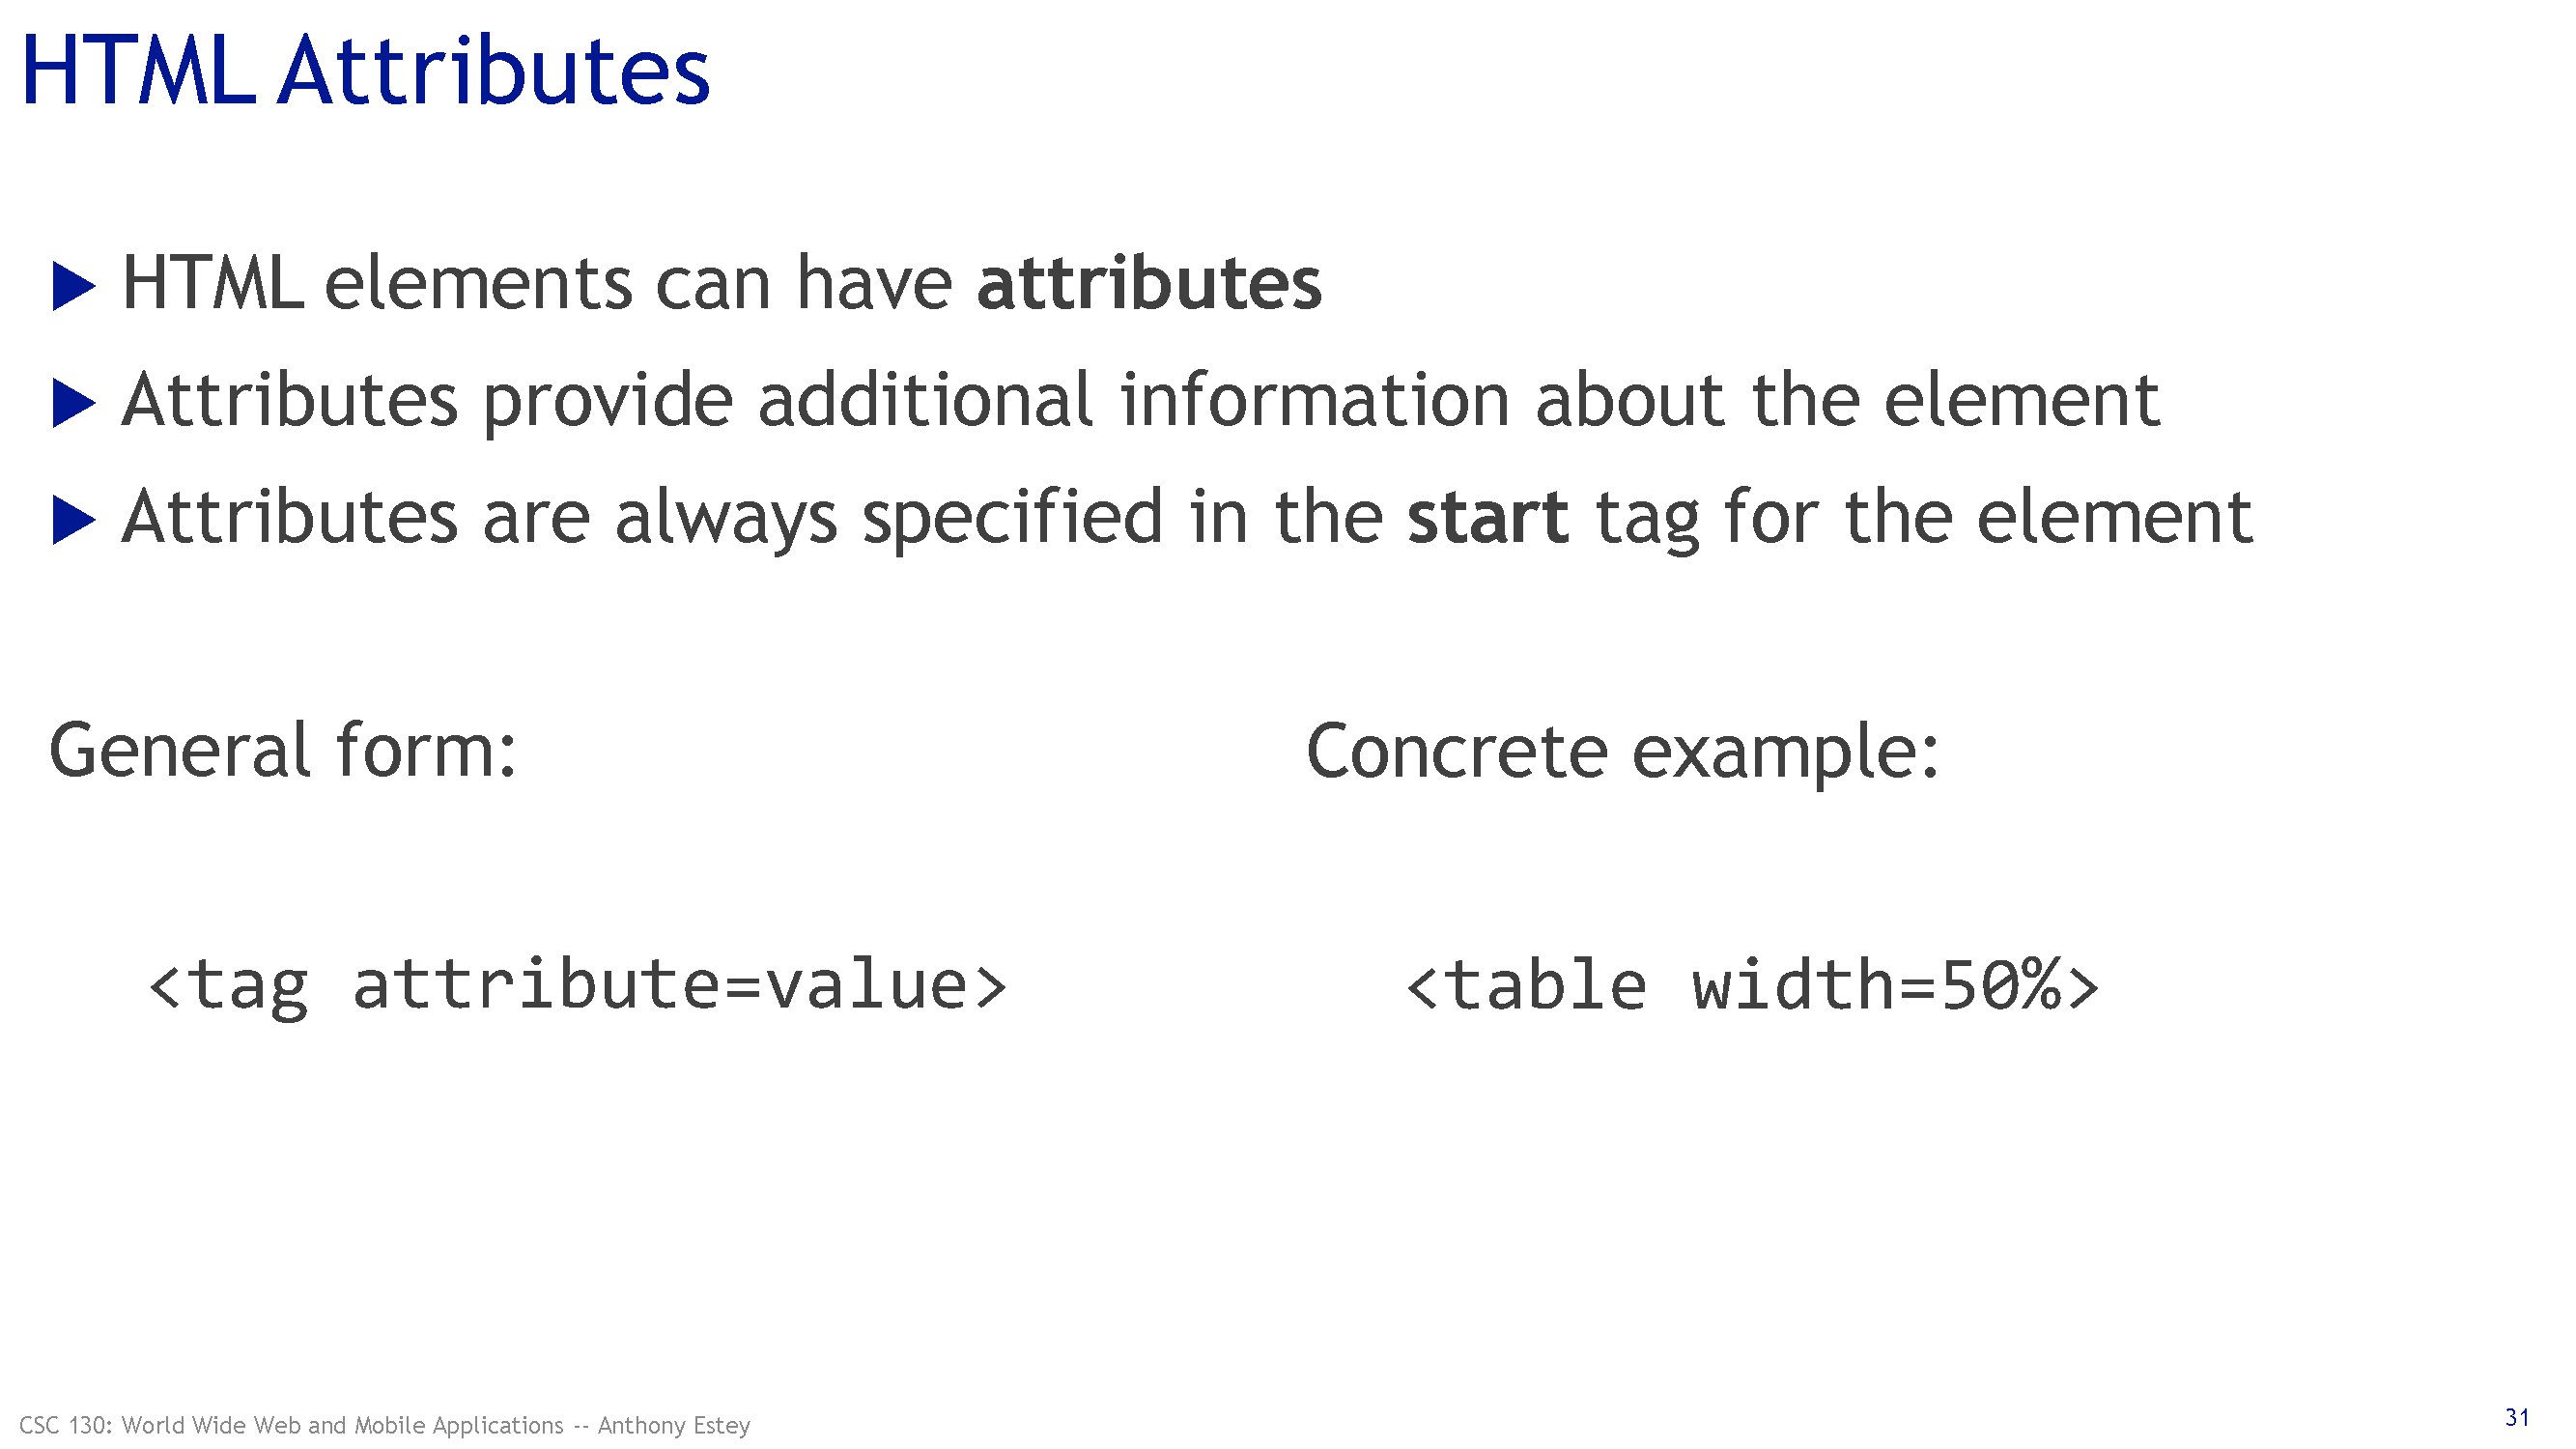 HTML Attributes
HTML elements can have attributes
Attributes provide additional information about the element
Attributes are always specified in the start tag for the element
General form:
Concrete example:
<tag attribute=value>
<table width=50%>
CSC 130: World Wide Web and Mobile Applications -- Anthony Estey
31